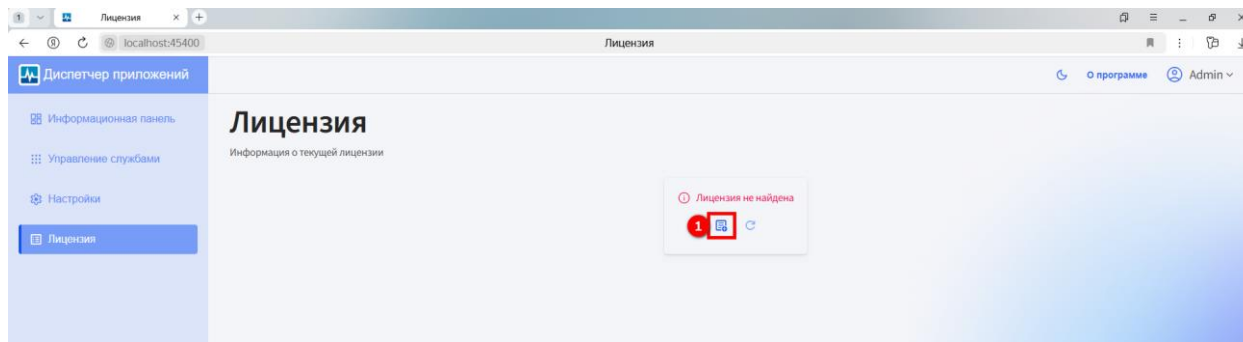 1
Лицензия
localhost:45400
Лицензия
Диспетчер приложений
О программе
Admin
Информационная панель
Управление службами
Настройки
Лицензия
Лицензия
Информация о текущей лицензии
Лицензия не найдена
1